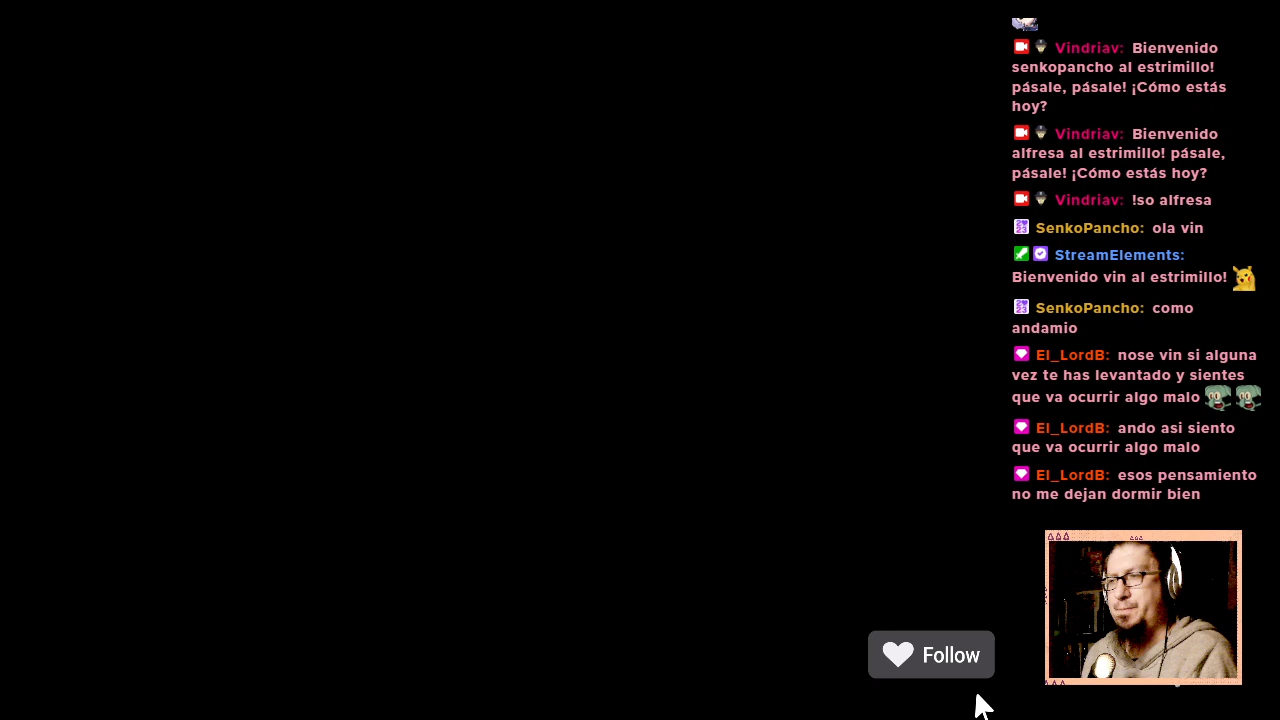 Vindriav: Bienvenido
senkopancho al estrimillo!
pásale, pásale! ¡Cómo estás
hoy?
Vindriav: Bienvenido
alfresa al estrimillo! pásale,
pásale! ¡Cómo estás hoy?
Vindriav: !so alfresa
SenkoPancho: ola vin
StreamElements:
Bienvenido vin al estrimillo!
SenkoPancho: como
andamio
El_LordB: nose vin si alguna
vez te has levantado y sientes
que va ocurrir algo malo
El_LordB: ando asi siento
que va ocurrir algo malo
El_LordB: esos pensamiento
no me dejan dormir bien
Follow